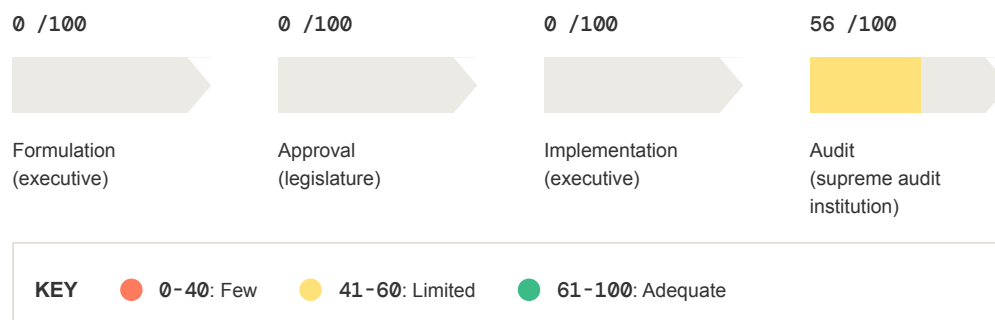 0 /100
0 /100
0 /100
56 /100
Formulation
(executive)
Approval
(legislature)
Implementation
(executive)
Audit
(supreme audit
institution)
KEY 0-40: Few 41-60: Limited 61-100: Adequate